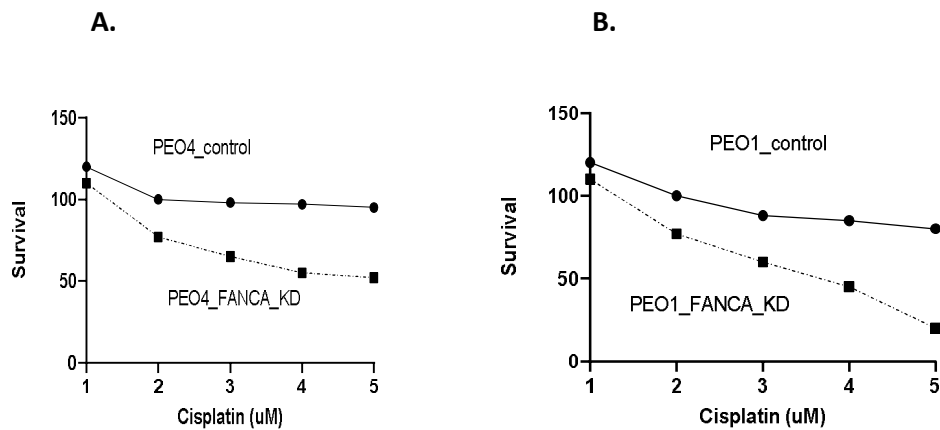 A.
B.
150
100
50
0
Survival
PEO4_control
PEO4_FANCA_KD
1 2 3 4 5
Cisplatin (uM)
150
100
50
0
Survival
PEO1_control
PEO1_FANCA_KD
1 2 3 4 5
Cisplatin (uM)